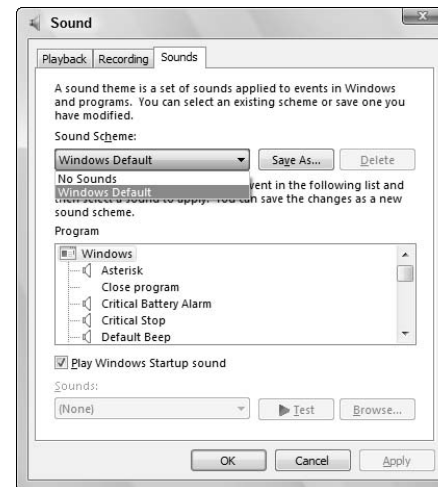 Sound
Playback Recording Sounds
A sound theme is a set of sounds applied to events in Windows
and programs. You can select an existing scheme or save one you
have modified.
Sound Scheme:
Windows Default Save As... Delete
No Sounds
Windows Default
vent in the following list and
then select a sound to apply. You can save the changes as a new
sound scheme.
Program
Windows
Asterisk
Close program
Critical Battery Alarm
Critical Stop
Default Beep
Play Windows Startup sound
Sounds:
(None) Test Browse...
OK Cancel Apply